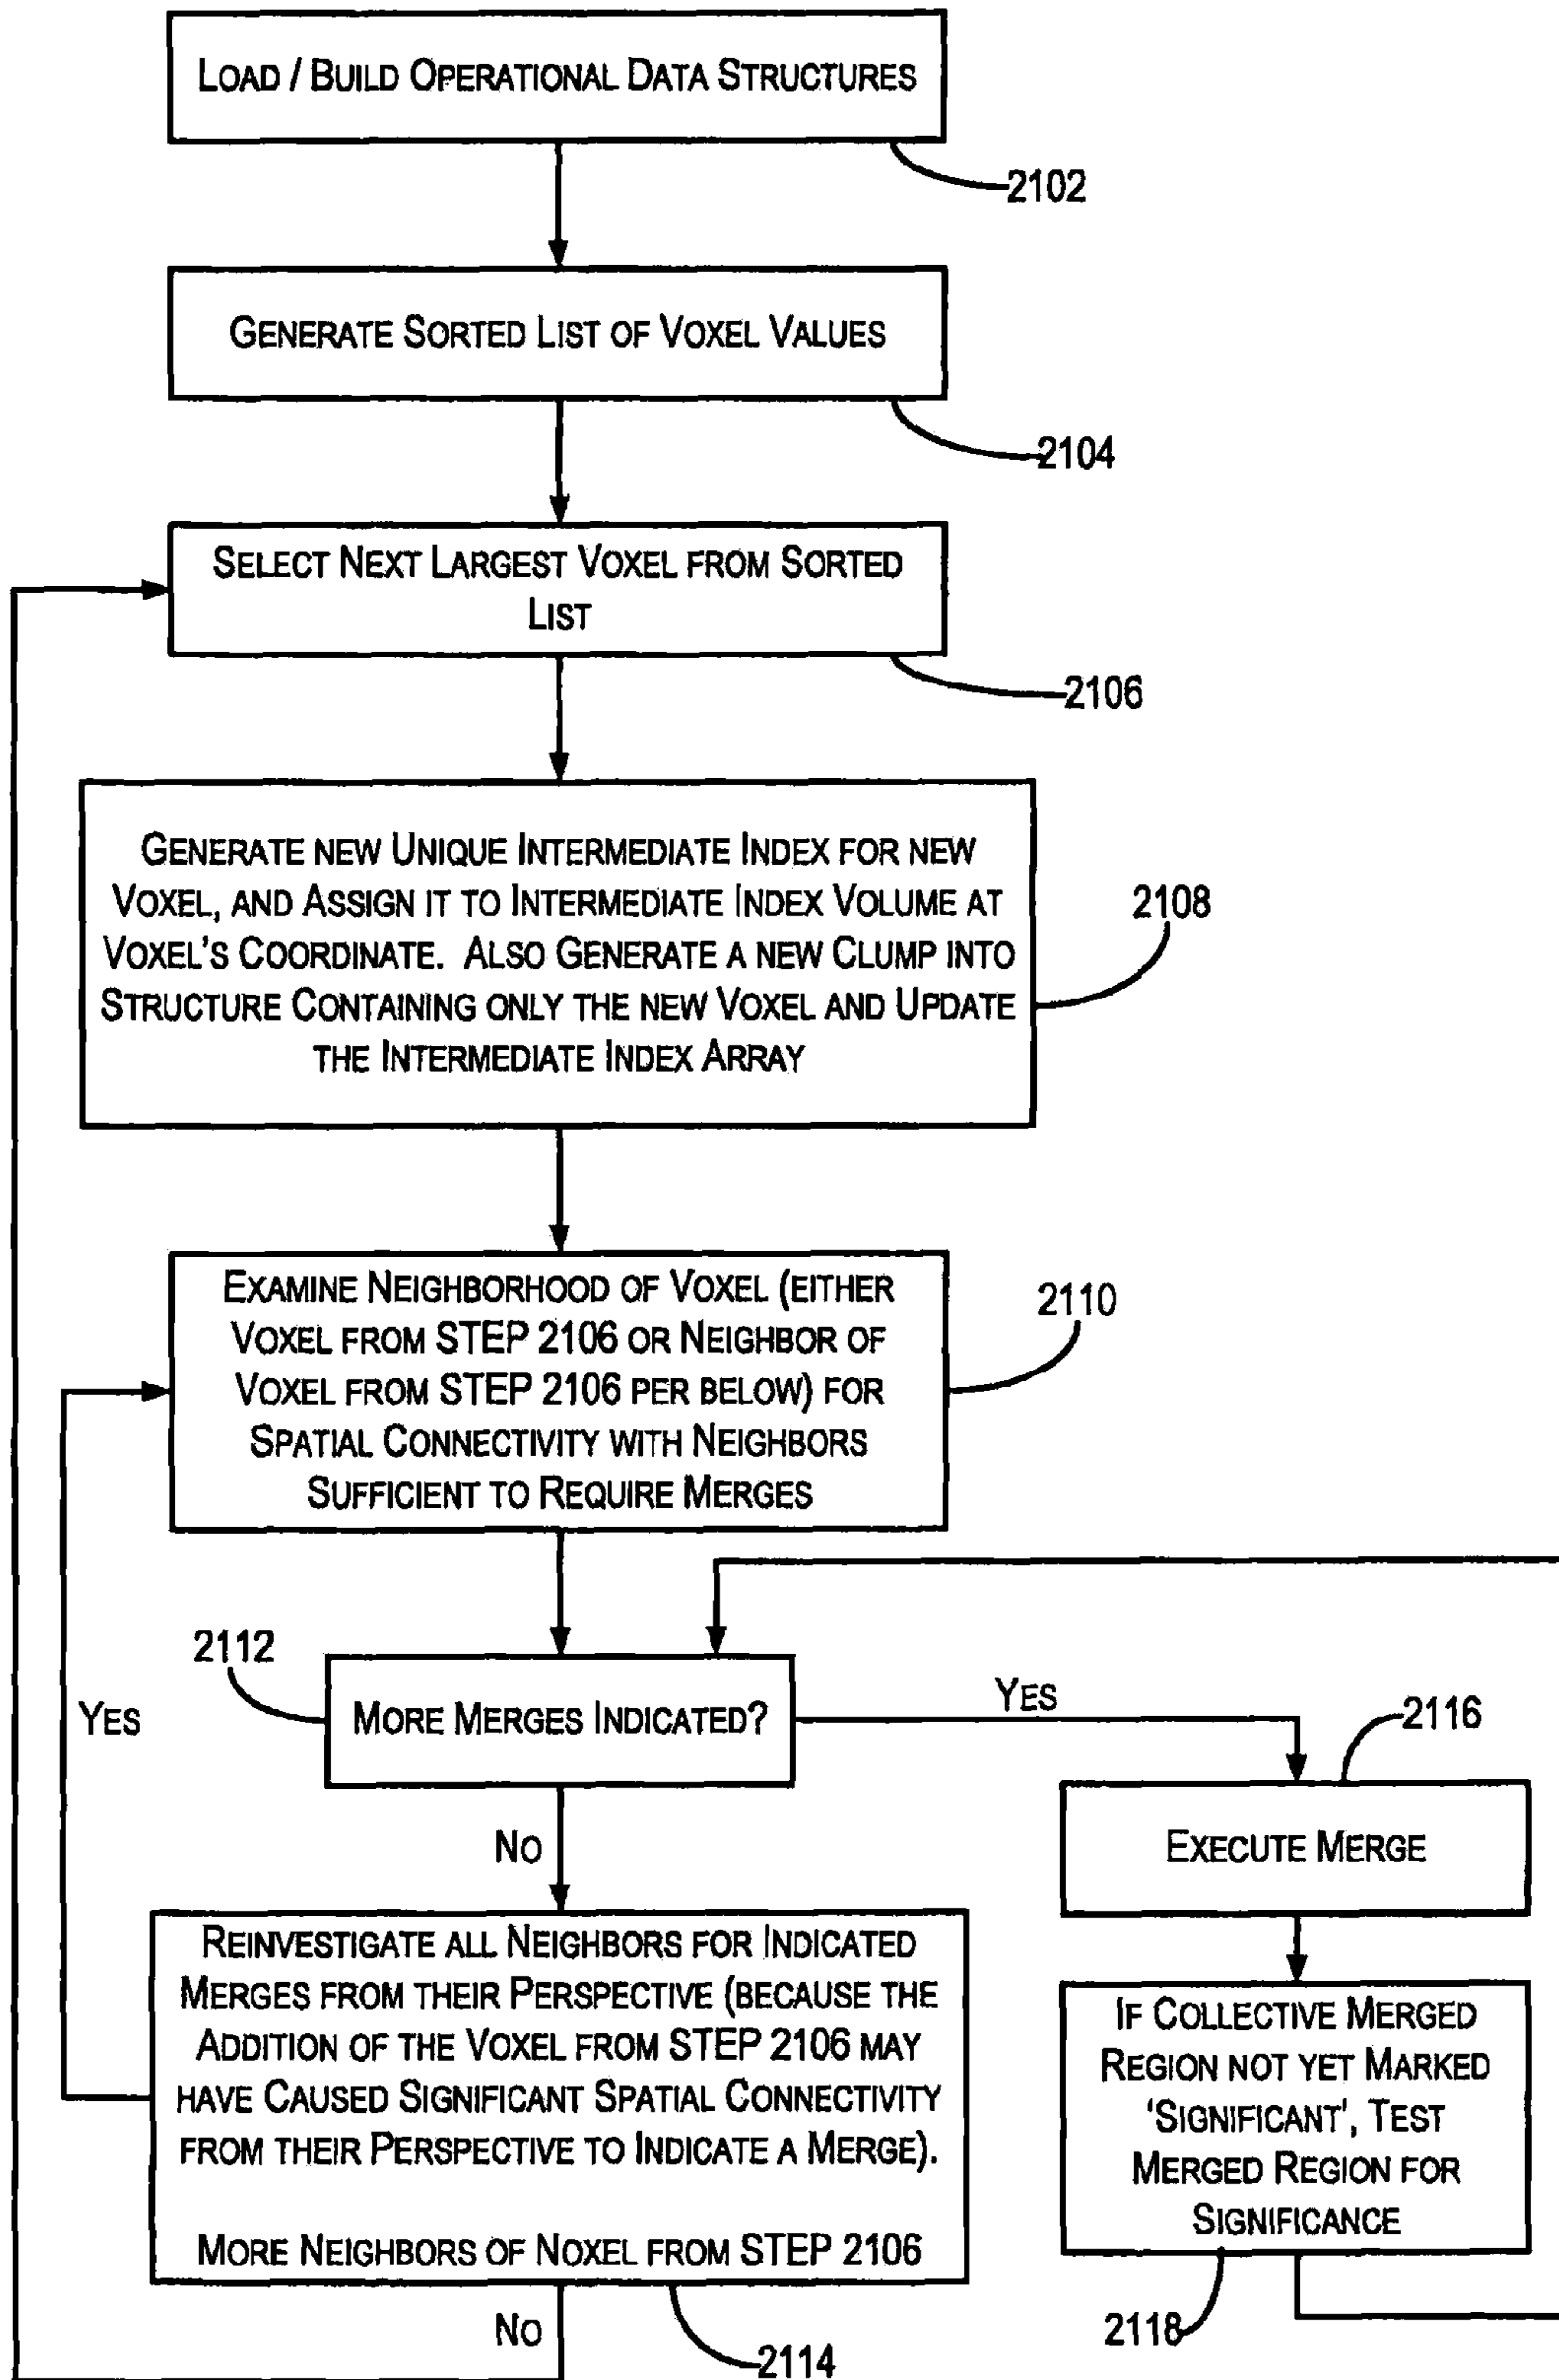 LOAD / BUILD OPERATIONAL DATA STRUCTURES
2102
GENERATE SORTED LIST OF VOXEL VALUES
2104
SELECT NEXT LARGEST VOXEL FROM SORTED
LIST
2106
GENERATE NEW UNIQUE INTERMEDIATE INDEX FOR NEW
VOXEL, AND ASSIGN IT TO INTERMEDIATE INDEX VOLUME AT
VOXEL'S COORDINATE. ALSO GENERATE A NEW CLUMP INTO
STRUCTURE CONTAINING ONLY THE NEW VOXEL AND UPDATE
THE INTERMEDIATE INDEX ARRAY
2108
EXAMINE NEIGHBORHOOD OF VOXEL (EITHER
VOXEL FROM STEP 2106 OR NEIGHBOR OF
VOXEL FROM STEP 2106 PER BELOW) FOR
SPATIAL CONNECTIVITY WITH NEIGHBORS
SUFFICIENT TO REQUIRE MERGES
2110
2112
MORE MERGES INDICATED?
YES
YES
2116
EXECUTE MERGE
NO
REINVESTIGATE ALL NEIGHBORS FOR INDICATED
MERGES FROM THEIR PERSPECTIVE (BECAUSE THE
ADDITION OF THE VOXEL FROM STEP 2106 MAY
HAVE CAUSED SIGNIFICANT SPATIAL CONNECTIVITY
FROM THEIR PERSPECTIVE TO INDICATE A MERGE).
MORE NEIGHBORS OF NOXEL FROM STEP 2106
NO
2114
IF COLLECTIVE MERGED
REGION NOT YET MARKED
'SIGNIFICANT', TEST
MERGED REGION FOR
SIGNIFICANCE
2118